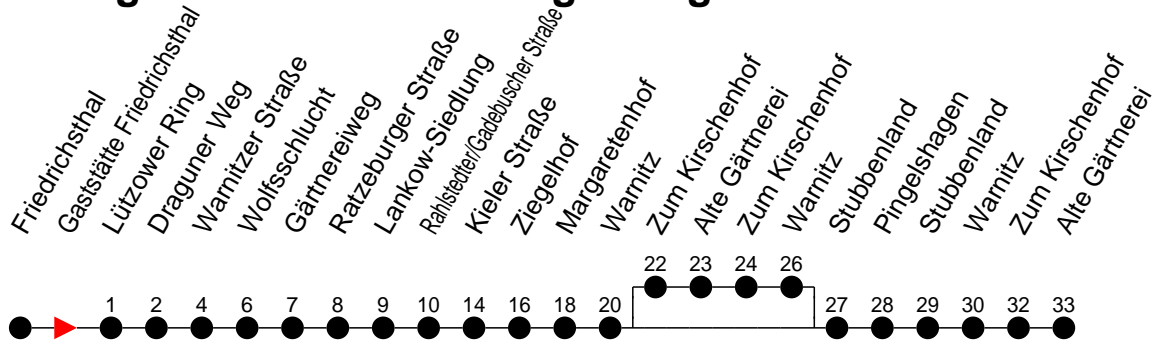 Friedrichsthal
Gaststätte Friedrichsthal
Lützower Ring
Draguner Weg
Warnitzer Straße
Wolfsschlucht
Gärtnereiweg
Ratzeburger Straße
Lankow-Siedlung
Rahlstedter/Gadebuscher Straße
Kieler Straße
Ziegelhof
Margaretenhof
Warnitz
Zum Kirschenhof
Alte Gärtnerei
Zum Kirschenhof
Warnitz
Stubbenland
Pingelshagen
Stubbenland
Warnitz
Zum Kirschenhof
Alte Gärtnerei
22 23 24 26
1 2 4 6 7 8 9 10 14 16 18 20 27 28 29 30 32 33